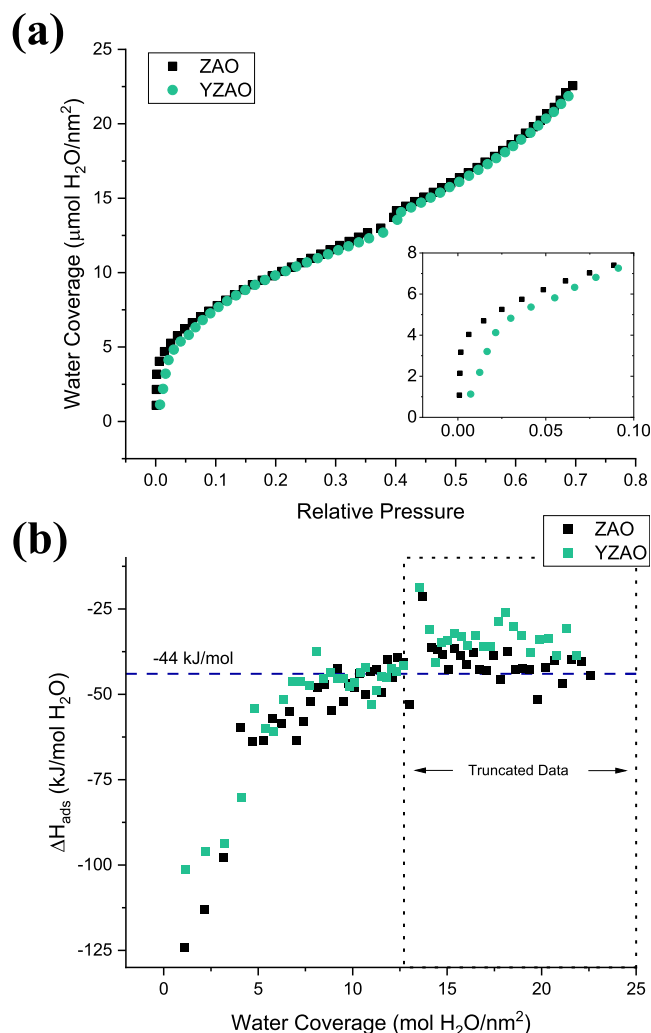 (a)
ZAO
YZAO
Water Coverage (μmol H₂O/nm²)
25
20
15
10
5
0
8
6
4
2
0
0.00 0.05 0.10
0.0 0.1 0.2 0.3 0.4 0.5 0.6 0.7 0.8
Relative Pressure
(b)
ZAO
YZAO
ΔH_ads (kJ/mol H₂O)
-25
-50
-75
-100
-125
-44 kJ/mol
Truncated Data
0 5 10 15 20 25
Water Coverage (mol H₂O/nm²)